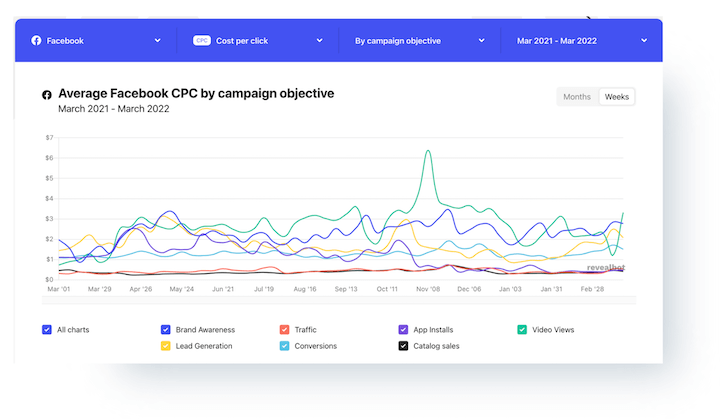 Facebook
CPC Cost per click
By campaign objective
Mar 2021 - Mar 2022
Average Facebook CPC by campaign objective
March 2021 - March 2022
Months Weeks
$7
$6
$5
$4
$3
$2
$1
$0
revealbot
Mar '01 Mar '29 Apr '26 May '24 Jun '21 Jul '19 Aug '16 Sep '13 Oct '11 Nov '08 Dec '06 Jan '03 Jan '31 Feb '28
All charts Brand Awareness Traffic App Installs Video Views
Lead Generation Conversions Catalog sales